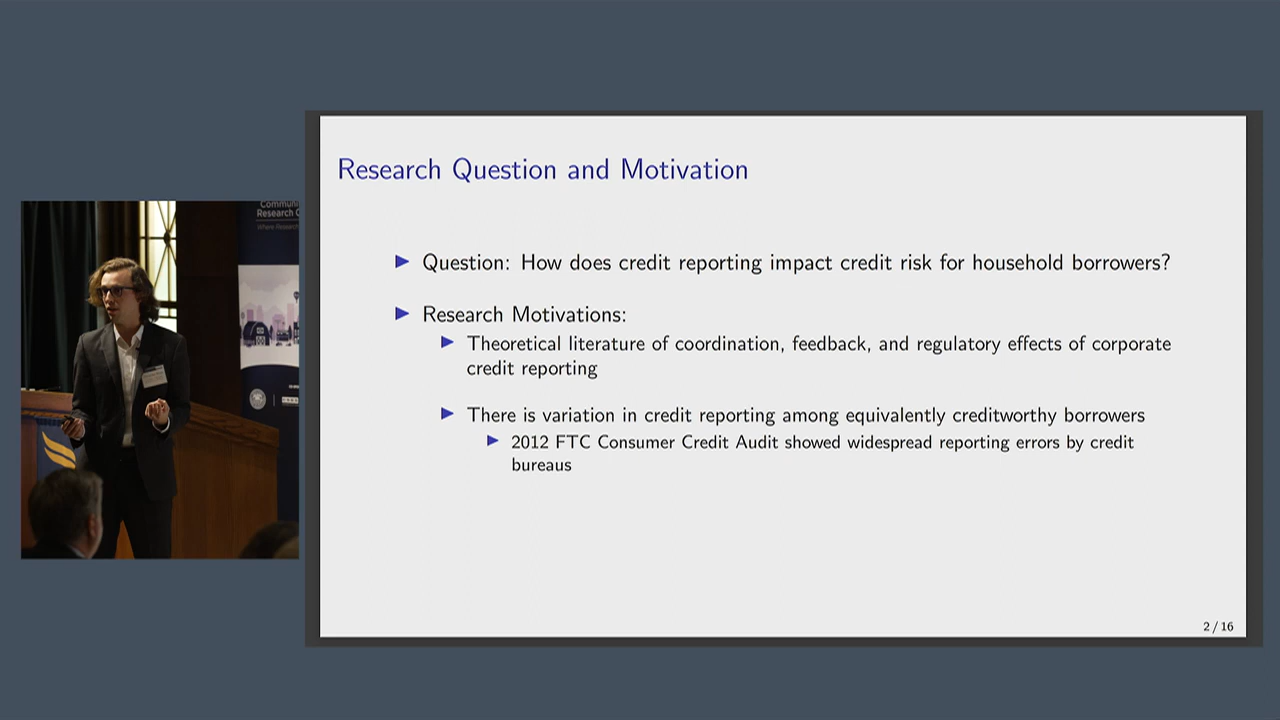 Communi
Research C
Where Research
Research Question and Motivation
Question: How does credit reporting impact credit risk for household borrowers?
Research Motivations:
Theoretical literature of coordination, feedback, and regulatory effects of corporate
credit reporting
There is variation in credit reporting among equivalently creditworthy borrowers
2012 FTC Consumer Credit Audit showed widespread reporting errors by credit
bureaus
2 / 16